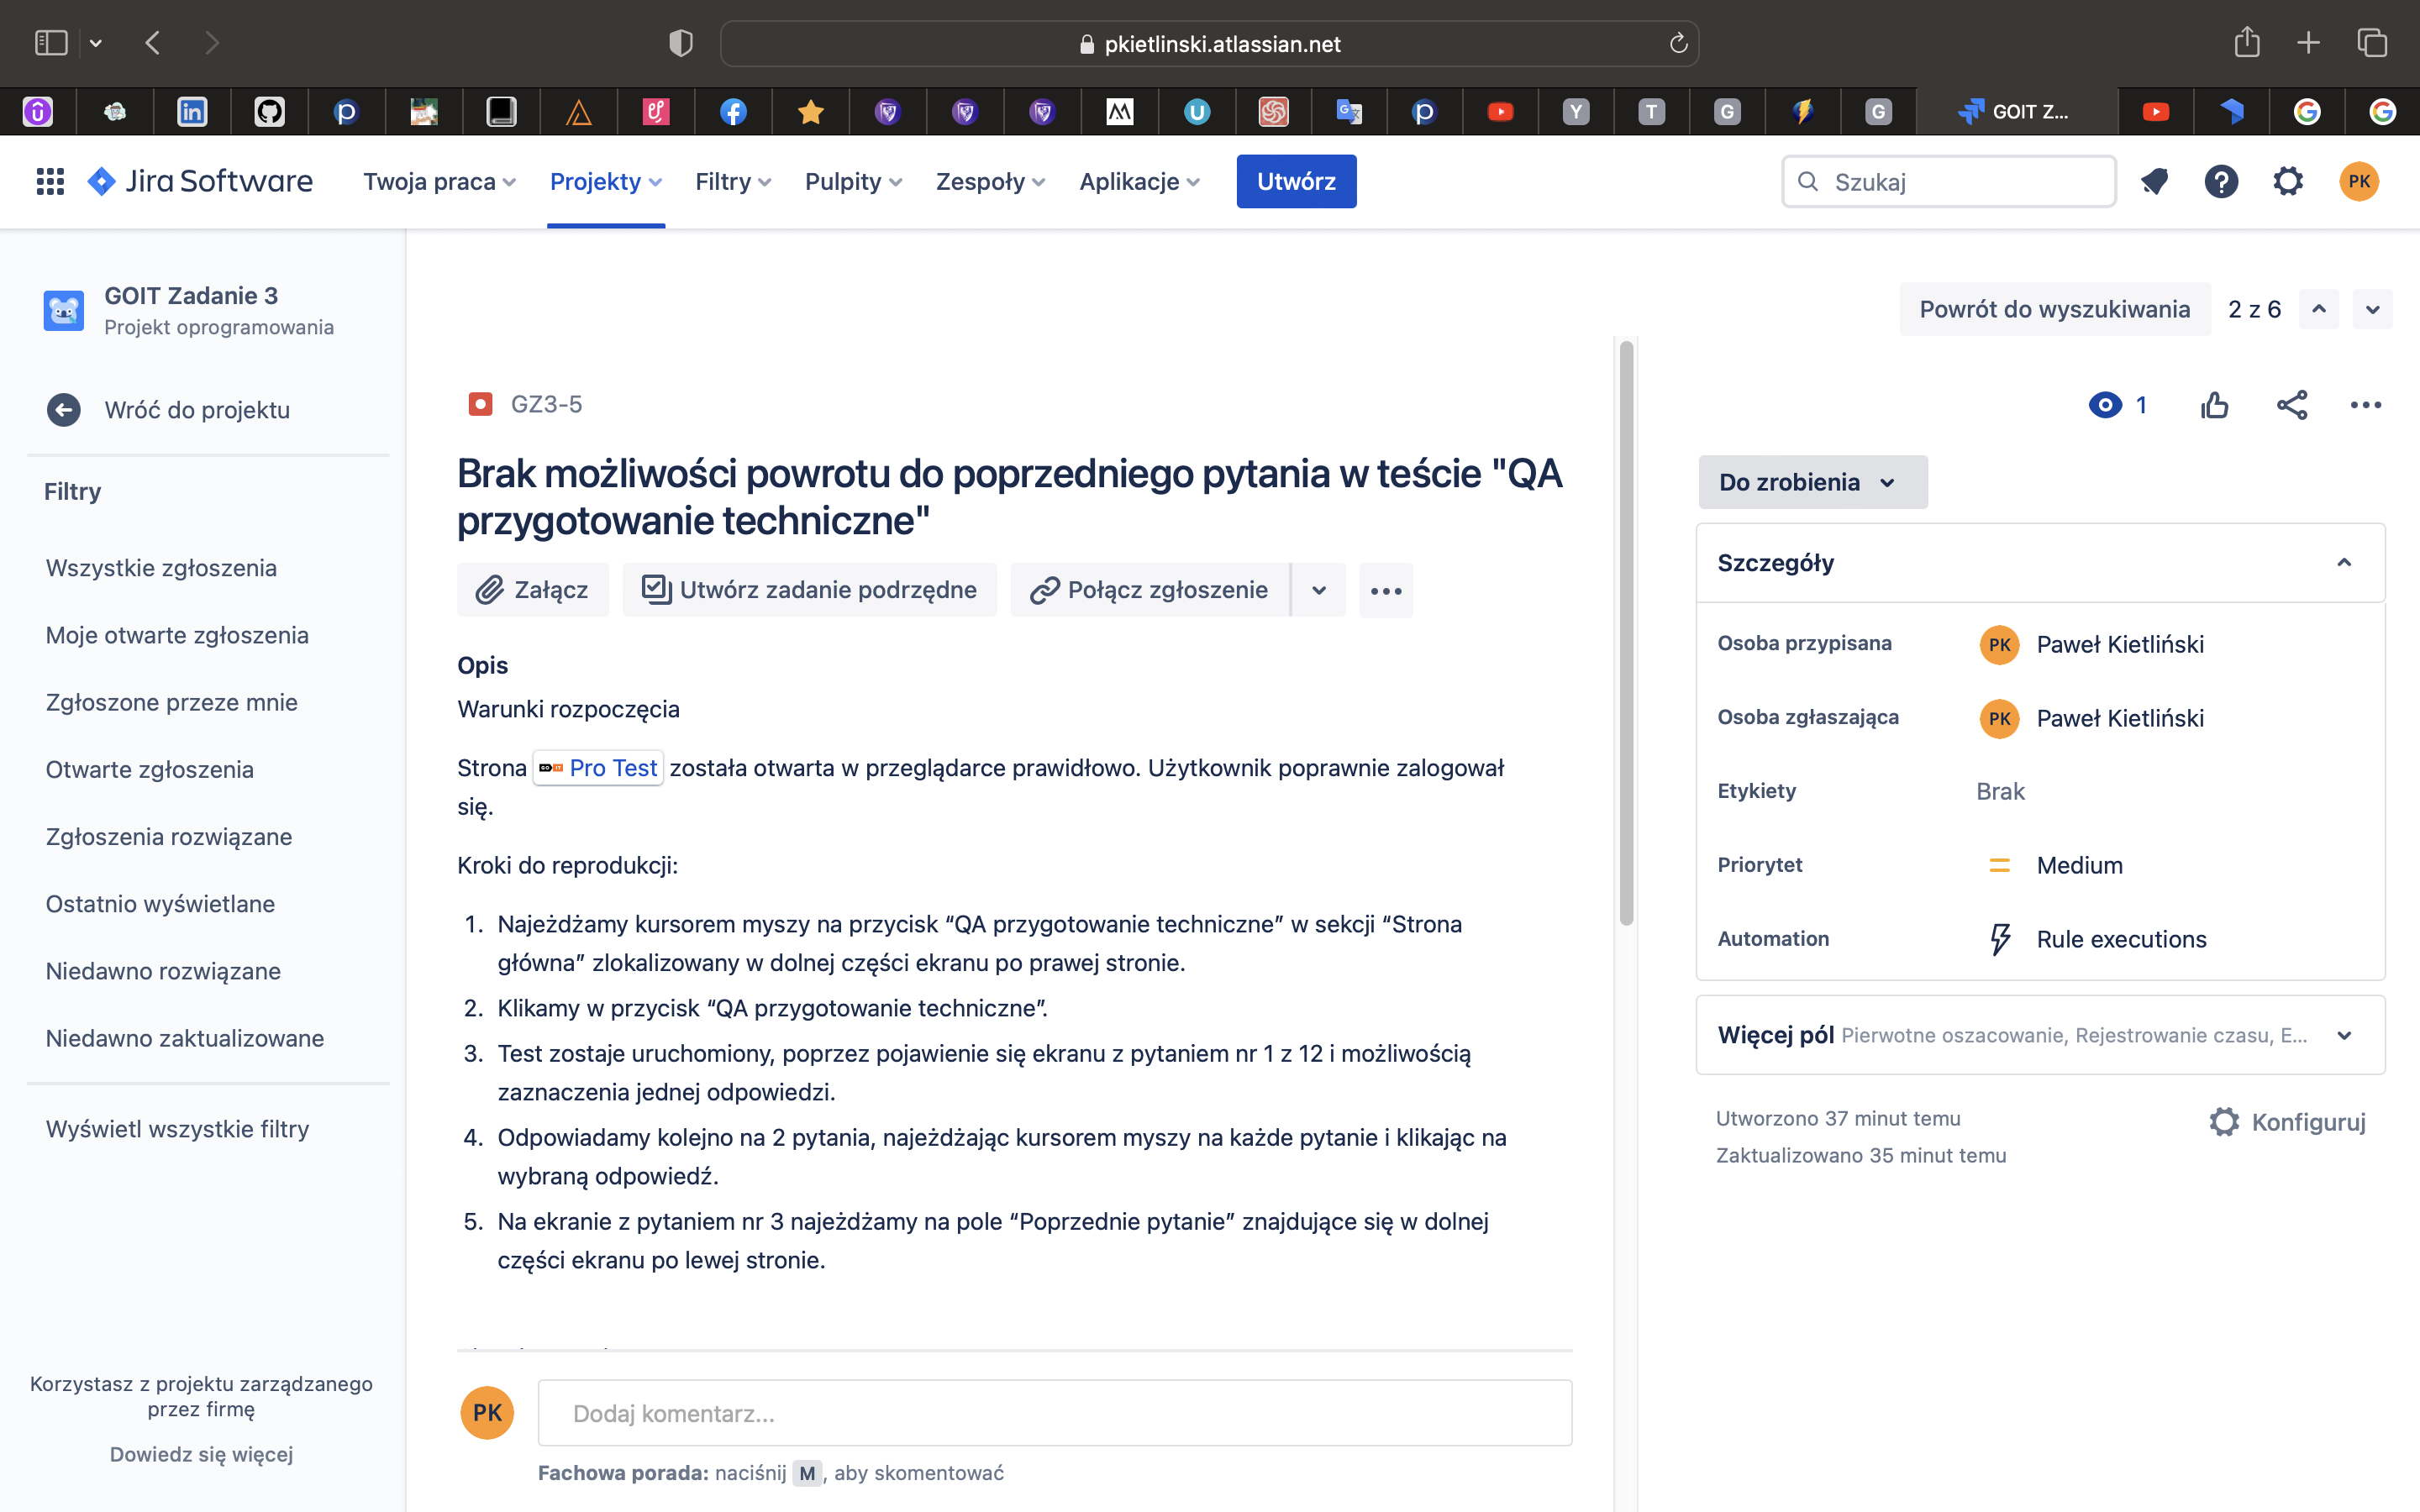 pkietlinski.atlassian.net
GOIT Z...
Jira Software
Twoja praca
Projekty
Filtry
Pulpity
Zespoły
Aplikacje
Utwórz
Szukaj
PK
GOIT Zadanie 3
Projekt oprogramowania
Wróć do projektu
Filtry
Wszystkie zgłoszenia
Moje otwarte zgłoszenia
Zgłoszone przeze mnie
Otwarte zgłoszenia
Zgłoszenia rozwiązane
Ostatnio wyświetlane
Niedawno rozwiązane
Niedawno zaktualizowane
Wyświetl wszystkie filtry
Korzystasz z projektu zarządzanego
przez firmę
Dowiedz się więcej
Powrót do wyszukiwania
2 z 6
GZ3-5
Brak możliwości powrotu do poprzedniego pytania w teście "QA
przygotowanie techniczne"
Załącz
Utwórz zadanie podrzędne
Połącz zgłoszenie
Opis
Warunki rozpoczęcia
Strona Pro Test została otwarta w przeglądarce prawidłowo. Użytkownik poprawnie zalogował
się.
Kroki do reprodukcji:
1. Najeżdżamy kursorem myszy na przycisk “QA przygotowanie techniczne” w sekcji “Strona
główna” zlokalizowany w dolnej części ekranu po prawej stronie.
2. Klikamy w przycisk “QA przygotowanie techniczne”.
3. Test zostaje uruchomiony, poprzez pojawienie się ekranu z pytaniem nr 1 z 12 i możliwością
zaznaczenia jednej odpowiedzi.
4. Odpowiadamy kolejno na 2 pytania, najeżdżając kursorem myszy na każde pytanie i klikając na
wybraną odpowiedź.
5. Na ekranie z pytaniem nr 3 najeżdżamy na pole “Poprzednie pytanie” znajdujące się w dolnej
części ekranu po lewej stronie.
PK
Dodaj komentarz...
Fachowa porada: naciśnij M, aby skomentować
1
Do zrobienia
Szczegóły
Osoba przypisana
PK Paweł Kietliński
Osoba zgłaszająca
PK Paweł Kietliński
Etykiety
Brak
Priorytet
Medium
Automation
Rule executions
Więcej pól Pierwotne oszacowanie, Rejestrowanie czasu, E...
Utworzono 37 minut temu
Zaktualizowano 35 minut temu
Konfiguruj